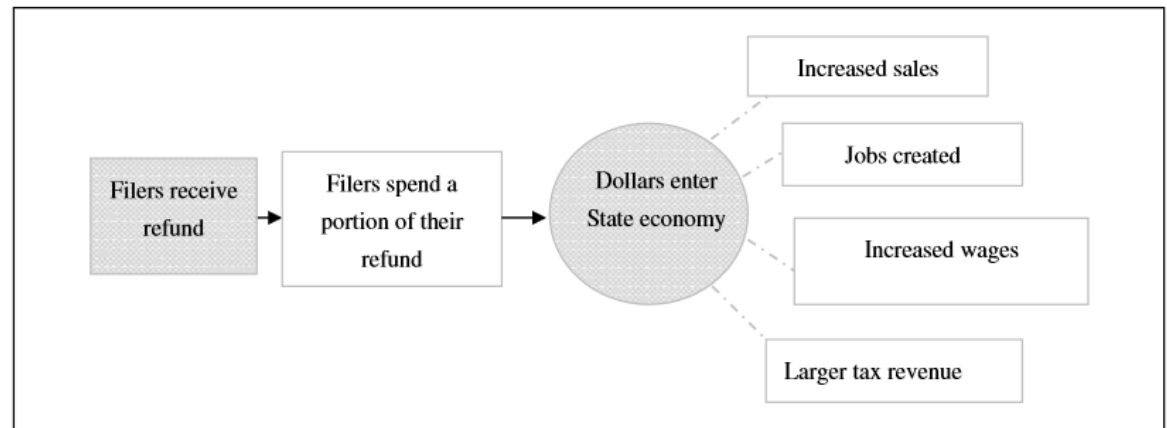 Filers receive
refund
Filers spend a
portion of their
refund
Dollars enter
State economy
Increased sales
Jobs created
Increased wages
Larger tax revenue